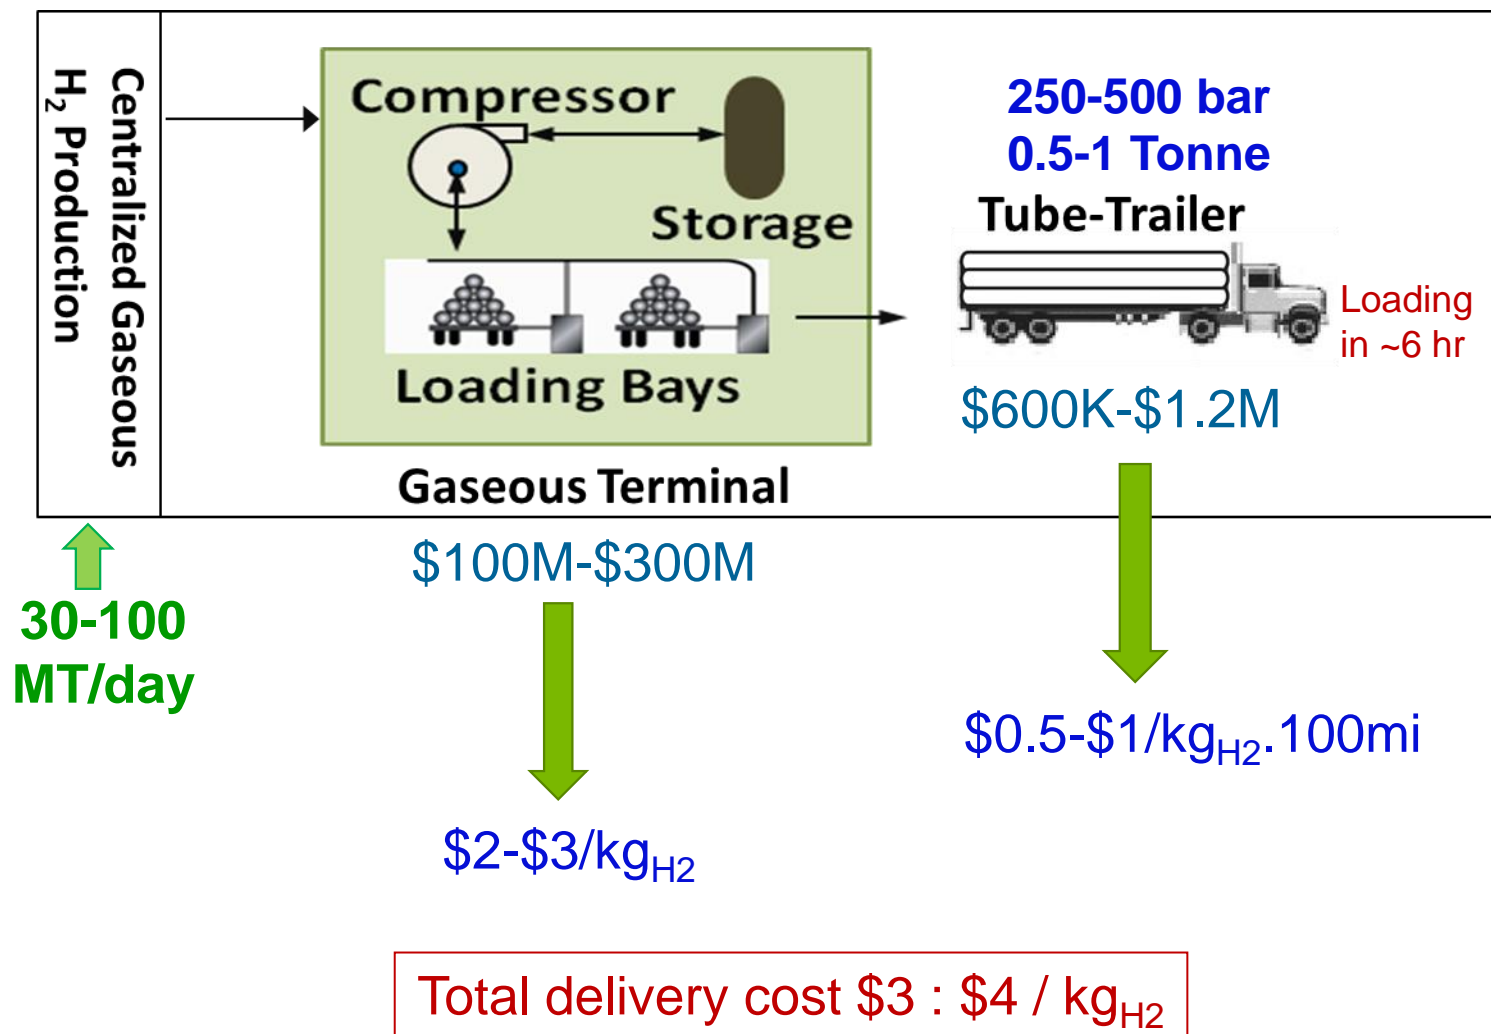 Centralized Gaseous
H2 Production
Compressor
Storage
Loading Bays
Gaseous Terminal
250-500 bar
0.5-1 Tonne
Tube-Trailer
Loading
in ~6 hr
$600K-$1.2M
$100M-$300M
30-100
MT/day
$0.5-$1/kgH2.100mi
$2-$3/kgH2
Total delivery cost $3 : $4 / kgH2